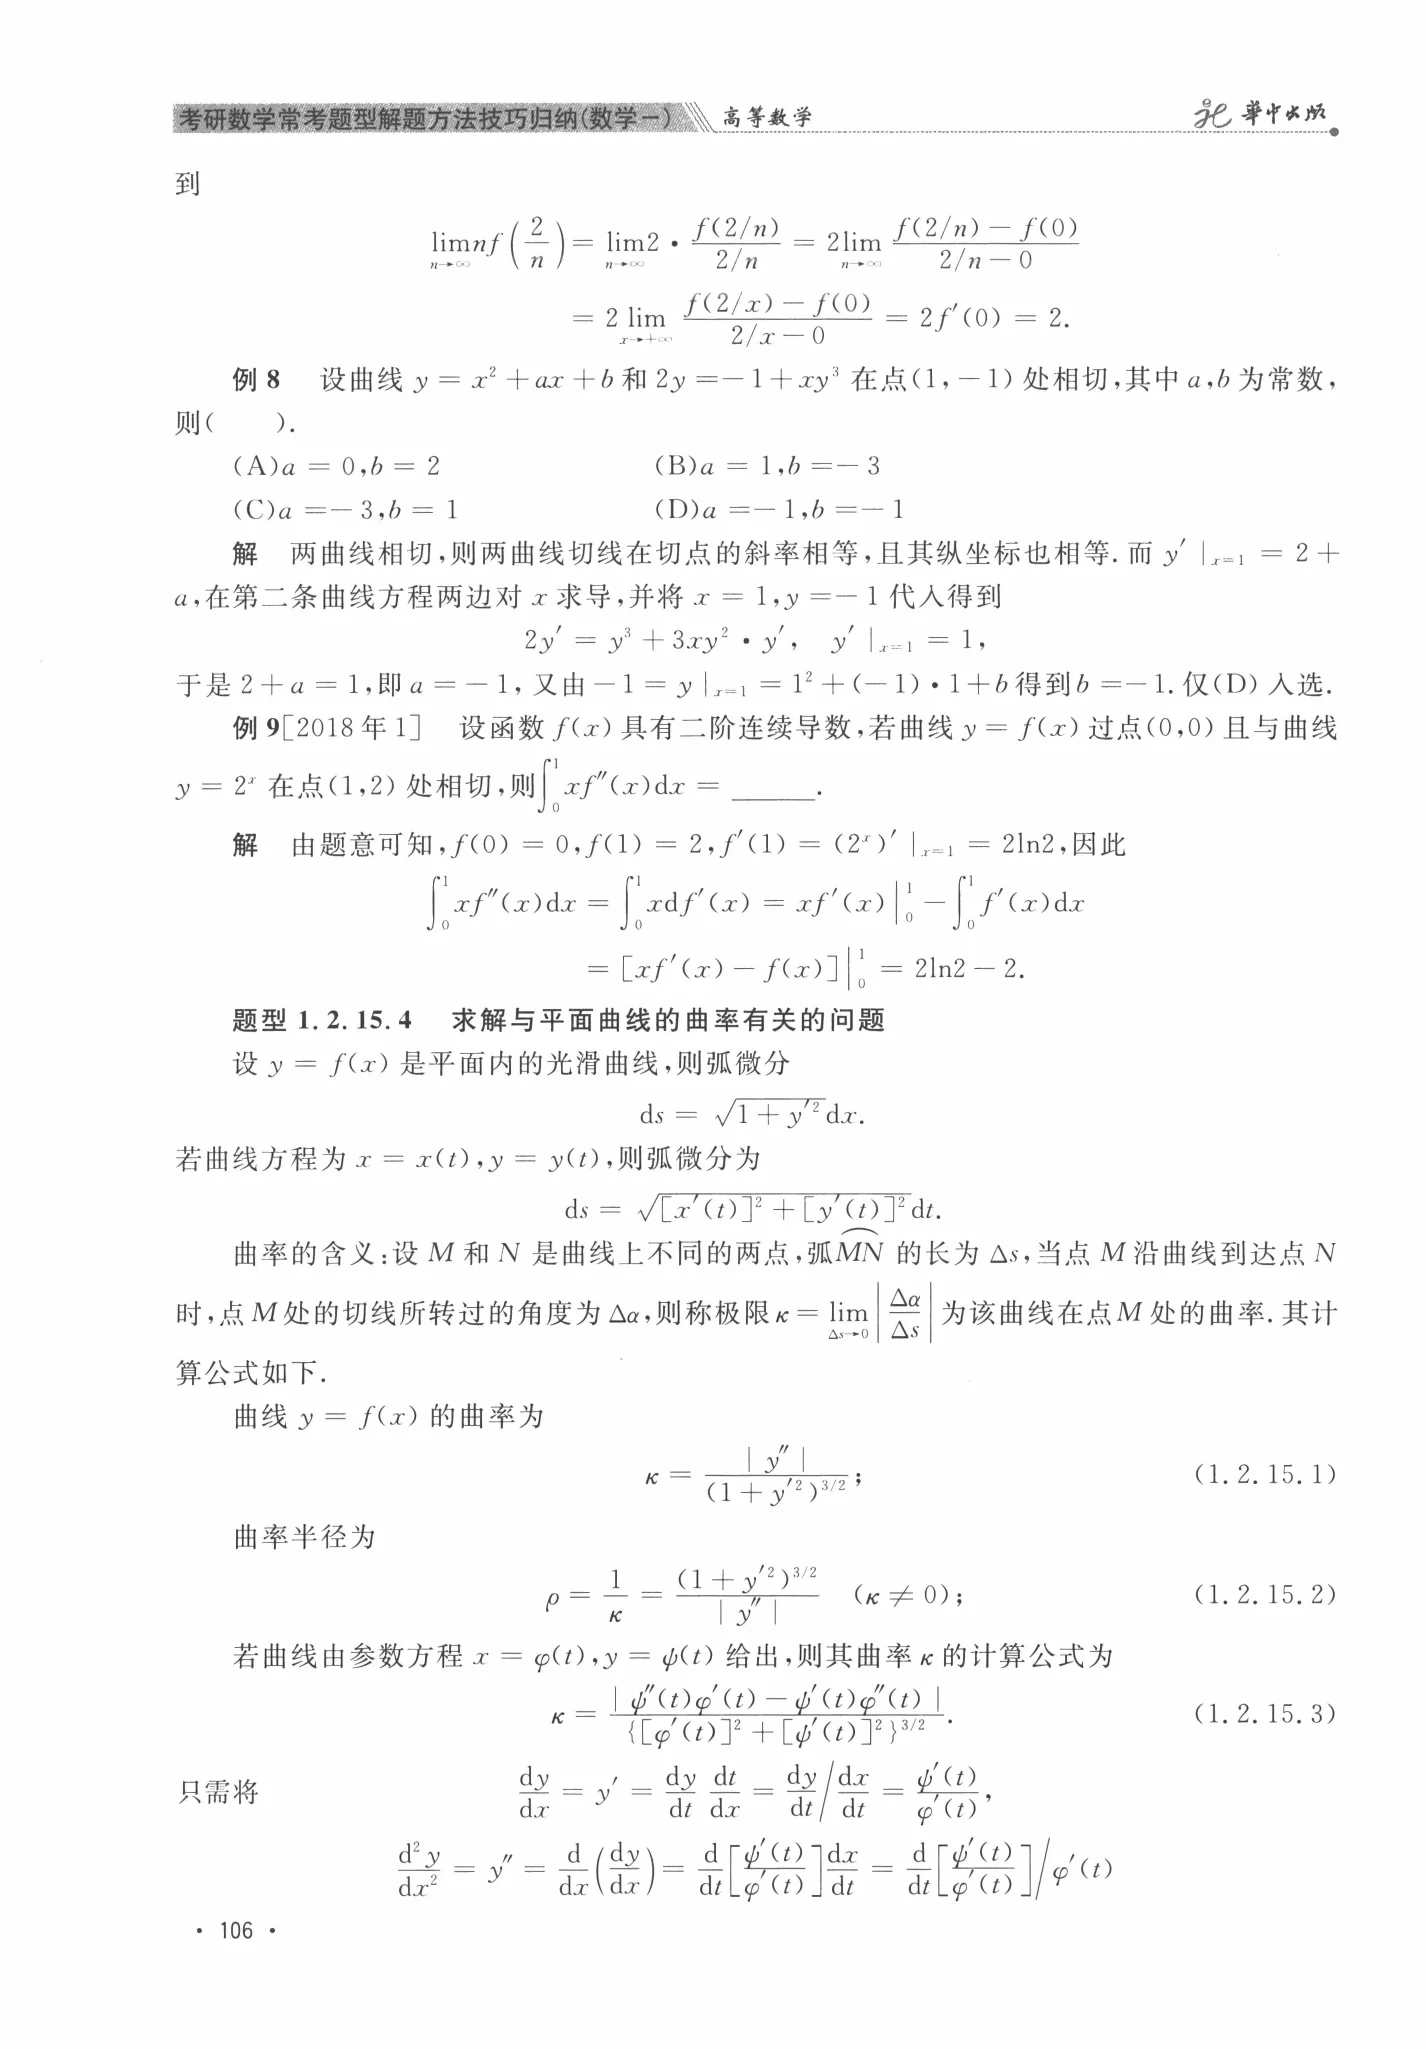 考研数学常考题型解题方法技巧归纳(数学一) 高等数学 華中出版
到
$\lim_{n\to\infty} nf\left(\frac{2}{n}\right) = \lim_{n\to\infty} 2 \cdot \frac{f(2/n)}{2/n} = 2\lim_{n\to\infty} \frac{f(2/n)-f(0)}{2/n-0}$
$= 2\lim_{x\to+\infty} \frac{f(2/x)-f(0)}{2/x-0} = 2f'(0) = 2.$
例 8 设曲线 $y = x^2+ax+b$ 和 $2y = -1+xy^3$ 在点(1,-1) 处相切,其中 a,b 为常数,
则( ).
(A)a = 0,b = 2 (B)a = 1,b =- 3
(C)a =- 3,b = 1 (D)a =- 1,b =- 1
解 两曲线相切,则两曲线切线在切点的斜率相等,且其纵坐标也相等. 而 $y'|_{x=1} = 2+$
a,在第二条曲线方程两边对 x 求导,并将 x = 1,y =- 1 代入得到
$2y' = y^3+3xy^2 \cdot y',\quad y'|_{x=1} = 1,$
于是 2+a = 1,即 a = -1, 又由 $-1 = y|_{x=1} = 1^2+(-1)\cdot 1+b$ 得到 b =- 1. 仅(D) 入选.
例 9[2018 年 1] 设函数 f(x) 具有二阶连续导数,若曲线 y = f(x) 过点(0,0) 且与曲线
$y = 2^x$ 在点(1,2) 处相切,则 $\int_0^1 xf''(x)dx =$ ______.
解 由题意可知,$f(0) = 0,f(1) = 2,f'(1) = (2^x)'|_{x=1} = 2\ln2$,因此
$\int_0^1 xf''(x)dx = \int_0^1 xdf'(x) = xf'(x)\Big|_0^1 - \int_0^1 f'(x)dx$
$= [xf'(x)-f(x)]\Big|_0^1 = 2\ln2-2.$
题型 1.2.15.4 求解与平面曲线的曲率有关的问题
设 y = f(x) 是平面内的光滑曲线,则弧微分
$ds = \sqrt{1+y'^2}dx.$
若曲线方程为 x = x(t),y = y(t),则弧微分为
$ds = \sqrt{[x'(t)]^2+[y'(t)]^2}dt.$
曲率的含义:设 M 和 N 是曲线上不同的两点,弧$\overset{\frown}{MN}$ 的长为 Δs,当点 M 沿曲线到达点 N
时,点 M 处的切线所转过的角度为 Δα,则称极限 $\kappa = \lim_{\Delta s\to0}\left|\frac{\Delta\alpha}{\Delta s}\right|$ 为该曲线在点 M 处的曲率. 其计
算公式如下.
曲线 y = f(x) 的曲率为
$\kappa = \frac{|y''|}{(1+y'^2)^{3/2}};$ (1.2.15.1)
曲率半径为
$\rho = \frac{1}{\kappa} = \frac{(1+y'^2)^{3/2}}{|y''|}\quad(\kappa\neq0);$ (1.2.15.2)
若曲线由参数方程 x = φ(t),y = ψ(t) 给出,则其曲率 κ 的计算公式为
$\kappa = \frac{|\psi''(t)\varphi'(t)-\psi'(t)\varphi''(t)|}{\{[\varphi'(t)]^2+[\psi'(t)]^2\}^{3/2}}.$ (1.2.15.3)
只需将 $\frac{dy}{dx} = y' = \frac{dy}{dt}\frac{dt}{dx} = \frac{dy}{dt}\Big/\frac{dx}{dt} = \frac{\psi'(t)}{\varphi'(t)},$
$\frac{d^2y}{dx^2} = y'' = \frac{d}{dx}\left(\frac{dy}{dx}\right) = \frac{d}{dt}\left[\frac{\psi'(t)}{\varphi'(t)}\right]\frac{dx}{dt} = \frac{d}{dt}\left[\frac{\psi'(t)}{\varphi'(t)}\right]\Big/\varphi'(t)$
· 106 ·